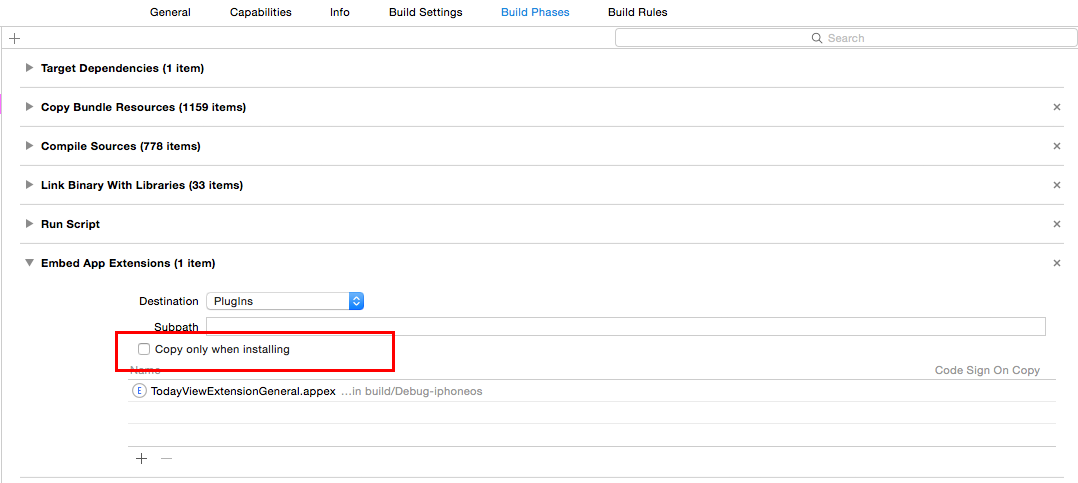 General Capabilities Info Build Settings Build Phases Build Rules
Search
Target Dependencies (1 item)
Copy Bundle Resources (1159 items)
Compile Sources (778 items)
Link Binary With Libraries (33 items)
Run Script
Embed App Extensions (1 item)
Destination PlugIns
Subpath
Copy only when installing
Name Code Sign On Copy
E TodayViewExtensionGeneral.appex ...in build/Debug-iphoneos